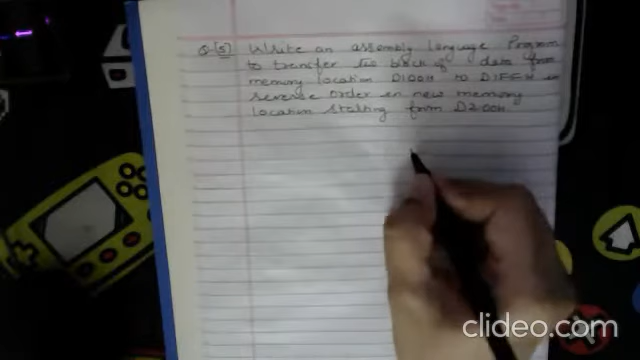 Q-(5) Write an assembly language Program
to transfer the block of data from
memory location D100H to D1FFH in
reverse order in new memory
location starting from D200H.
clideo.com